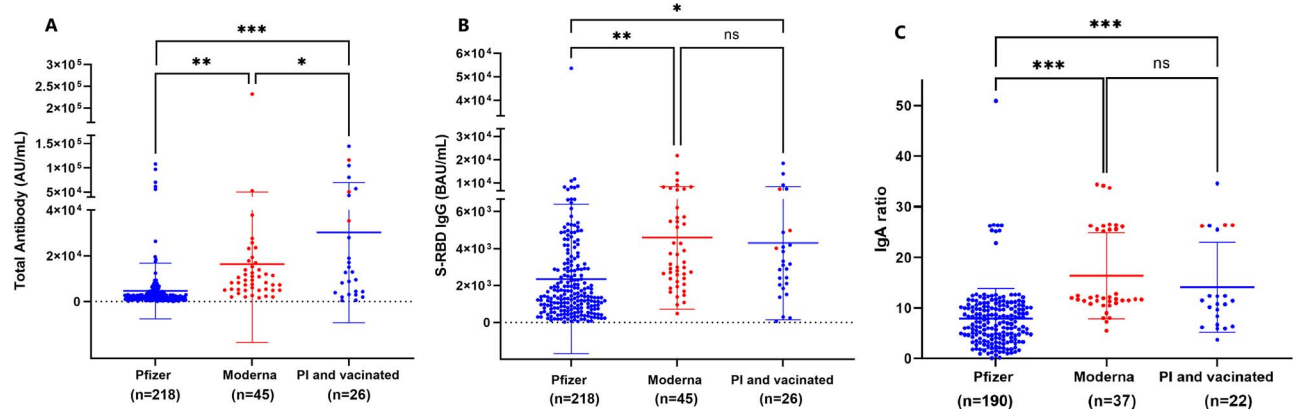 A
***
**
*
Total Antibody (AU/mL)
3×10⁵
2.5×10⁵
2×10⁵
1.5×10⁵
1×10⁵
5×10⁴
4×10⁴
2×10⁴
0
Pfizer
(n=218)
Moderna
(n=45)
PI and vacinated
(n=26)
B
*
**
ns
S-RBD IgG (BAU/mL)
6×10⁴
5×10⁴
4×10⁴
3×10⁴
2×10⁴
1×10⁴
6×10³
4×10³
2×10³
0
Pfizer
(n=218)
Moderna
(n=45)
PI and vacinated
(n=26)
C
***
***
ns
IgA ratio
50
40
30
20
10
0
Pfizer
(n=190)
Moderna
(n=37)
PI and vacinated
(n=22)